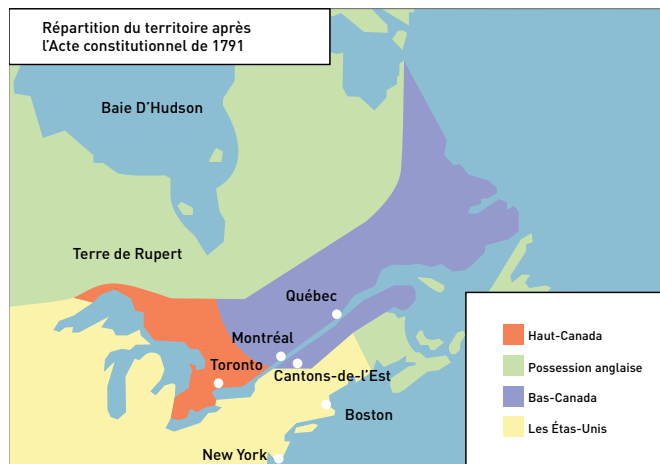 Répartition du territoire après
l'Acte constitutionnel de 1791
Baie D'Hudson
Terre de Rupert
Québec
Montréal
Toronto
Cantons-de-l'Est
Boston
New York
Haut-Canada
Possession anglaise
Bas-Canada
Les Étas-Unis